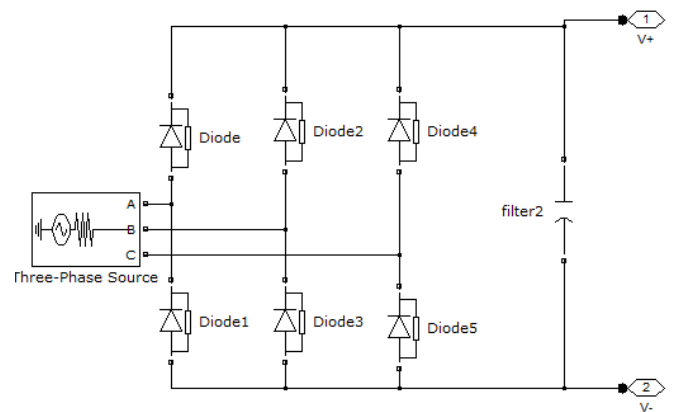 1
V+
Diode
Diode2
Diode4
A
B
C
filter2
Three-Phase Source
Diode1
Diode3
Diode5
2
V-